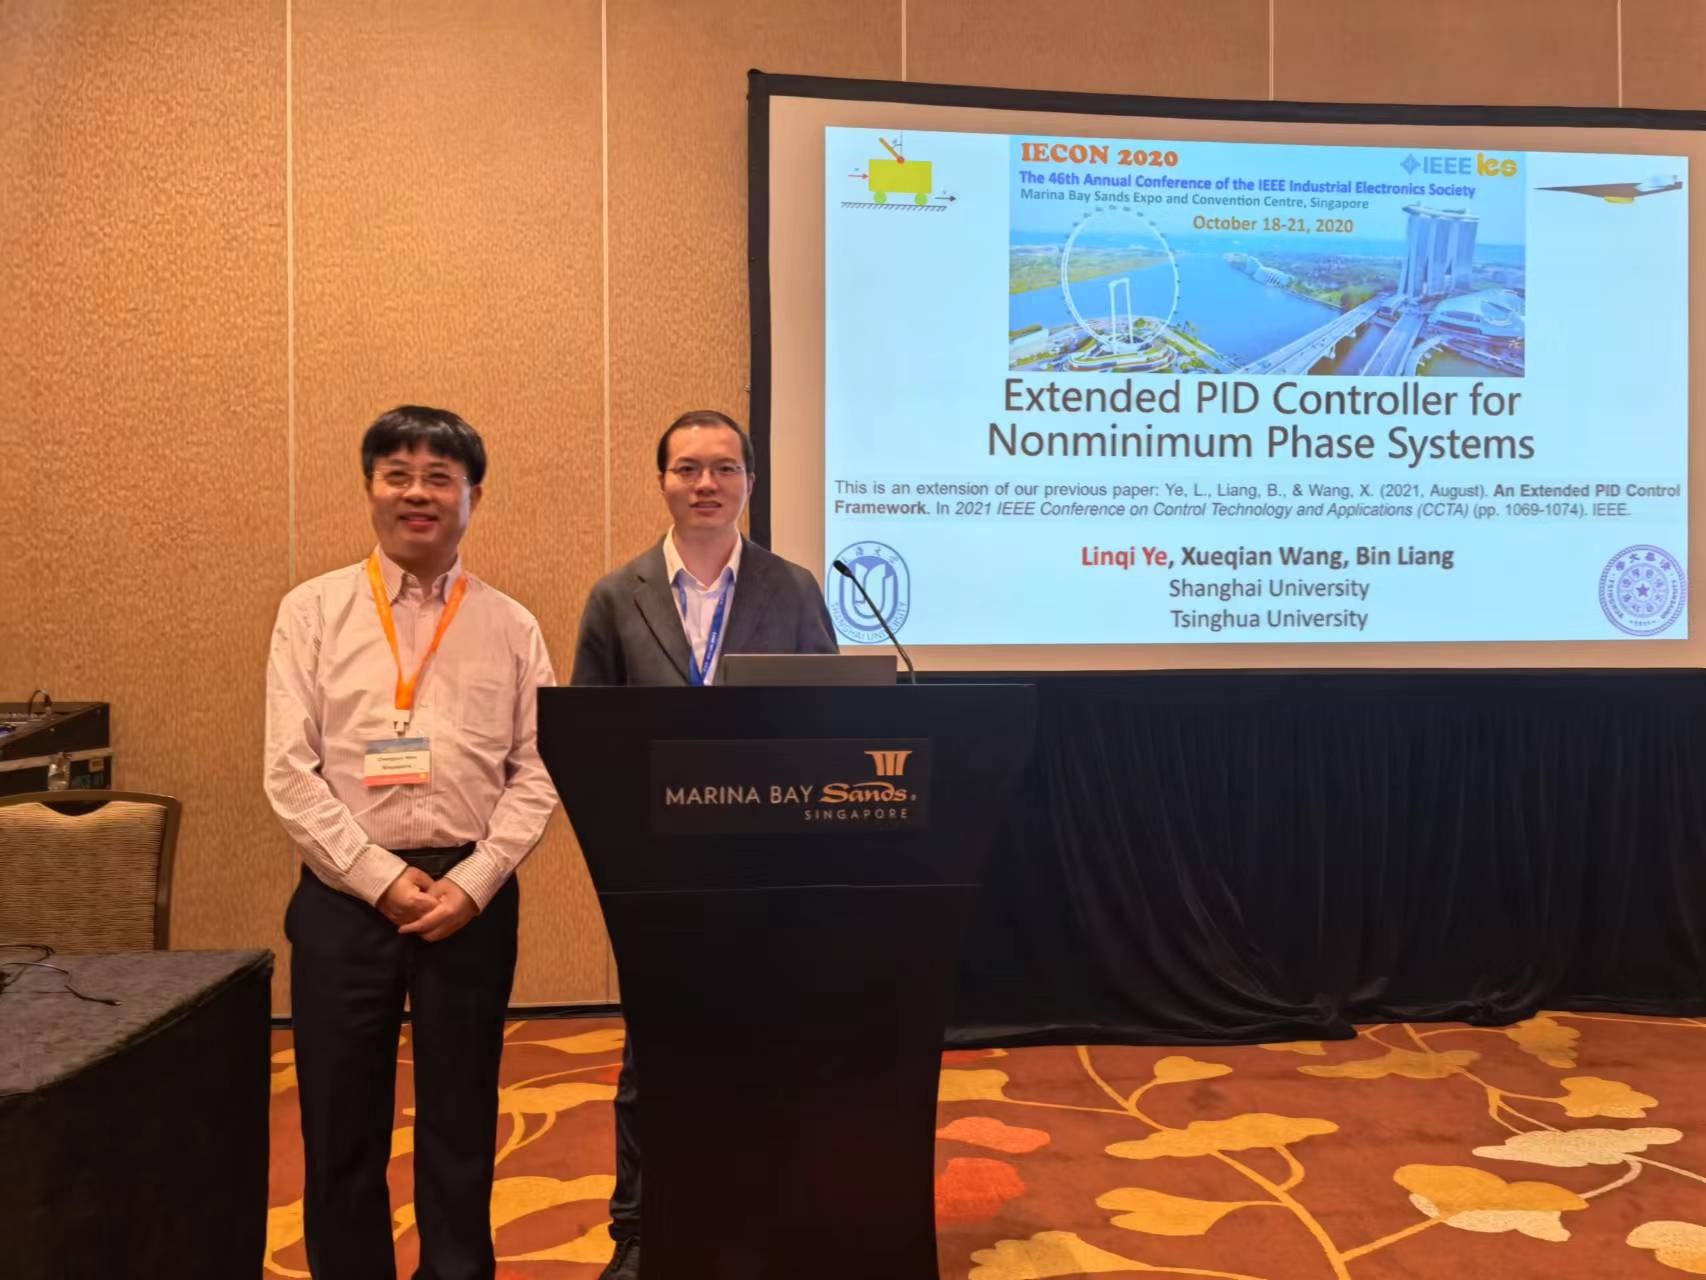 IECON 2020
IEEE ies
The 46th Annual Conference of the IEEE Industrial Electronics Society
Marina Bay Sands Expo and Convention Centre, Singapore
October 18-21, 2020
Extended PID Controller for
Nonminimum Phase Systems
This is an extension of our previous paper: Ye, L., Liang, B., & Wang, X. (2021, August). An Extended PID Control
Framework. In 2021 IEEE Conference on Control Technology and Applications (CCTA) (pp. 1069-1074). IEEE.
Linqi Ye, Xueqian Wang, Bin Liang
Shanghai University
Tsinghua University
SHANGHAI UNIVERSITY
MARINA BAY Sands
SINGAPORE
Singapore